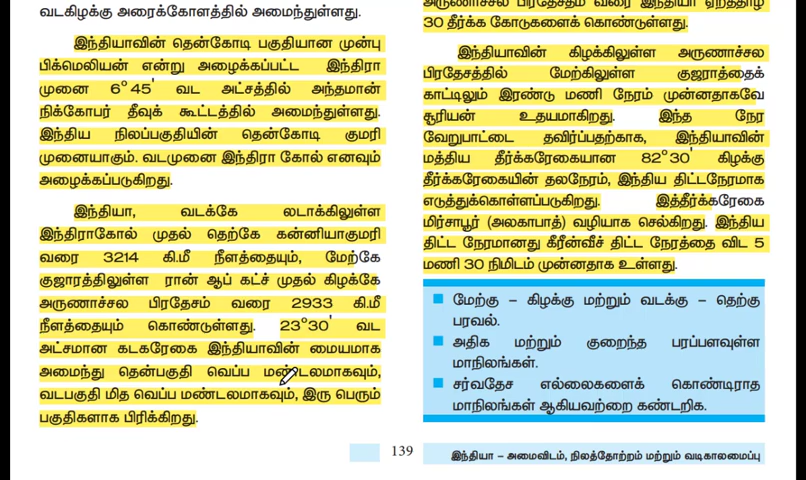 வடகிழக்கு அரைக்கோளத்தில் அமைந்துள்ளது.
இந்தியாவின் தென்கோடி பகுதியான முன்பு
பிக்மெலியன் என்று அழைக்கப்பட்ட இந்திரா
முனை 6°45' வட அட்சத்தில் அந்தமான்
நிக்கோபர் தீவுக் கூட்டத்தில் அமைந்துள்ளது.
இந்திய நிலப்பகுதியின் தென்கோடி குமரி
முனையாகும். வடமுனை இந்திரா கோல் எனவும்
அழைக்கப்படுகிறது.
இந்தியா, வடக்கே லடாக்கிலுள்ள
இந்திராகோல் முதல் தெற்கே கன்னியாகுமரி
வரை 3214 கி.மீ நீளத்தையும், மேற்கே
குஜராத்திலுள்ள ரான் ஆப் கட்ச் முதல் கிழக்கே
அருணாச்சல பிரதேசம் வரை 2933 கி.மீ
நீளத்தையும் கொண்டுள்ளது. 23°30' வட
அட்சமான கடகரேகை இந்தியாவின் மையமாக
அமைந்து தென்பகுதி வெப்ப மண்டலமாகவும்,
வடபகுதி மித வெப்ப மண்டலமாகவும், இரு பெரும்
பகுதிகளாக பிரிக்கிறது.
அருணாச்சல பிரதேசம் வரை இந்தியா ஏறத்தாழ
30 தீர்க்க கோடுகளைக் கொண்டுள்ளது.
இந்தியாவின் கிழக்கிலுள்ள அருணாச்சல
பிரதேசத்தில் மேற்கிலுள்ள குஜராத்தைக்
காட்டிலும் இரண்டு மணி நேரம் முன்னதாகவே
சூரியன் உதயமாகிறது. இந்த நேர
வேறுபாட்டை தவிர்ப்பதற்காக, இந்தியாவின்
மத்திய தீர்க்கரேகையான 82°30' கிழக்கு
தீர்க்கரேகையின் தலநேரம், இந்திய திட்டநேரமாக
எடுத்துக்கொள்ளப்படுகிறது. இத்தீர்க்கரேகை
மிர்சாபூர் (அலகாபாத்) வழியாக செல்கிறது. இந்திய
திட்ட நேரமானது கீரீன்வீச் திட்ட நேரத்தை விட 5
மணி 30 நிமிடம் முன்னதாக உள்ளது.
■ மேற்கு – கிழக்கு மற்றும் வடக்கு – தெற்கு
பரவல்.
■ அதிக மற்றும் குறைந்த பரப்பளவுள்ள
மாநிலங்கள்.
■ சர்வதேச எல்லைகளைக் கொண்டிராத
மாநிலங்கள் ஆகியவற்றை கண்டறிக.
139 இந்தியா – அமைவிடம், நிலத்தோற்றம் மற்றும் வடிகாலமைப்பு